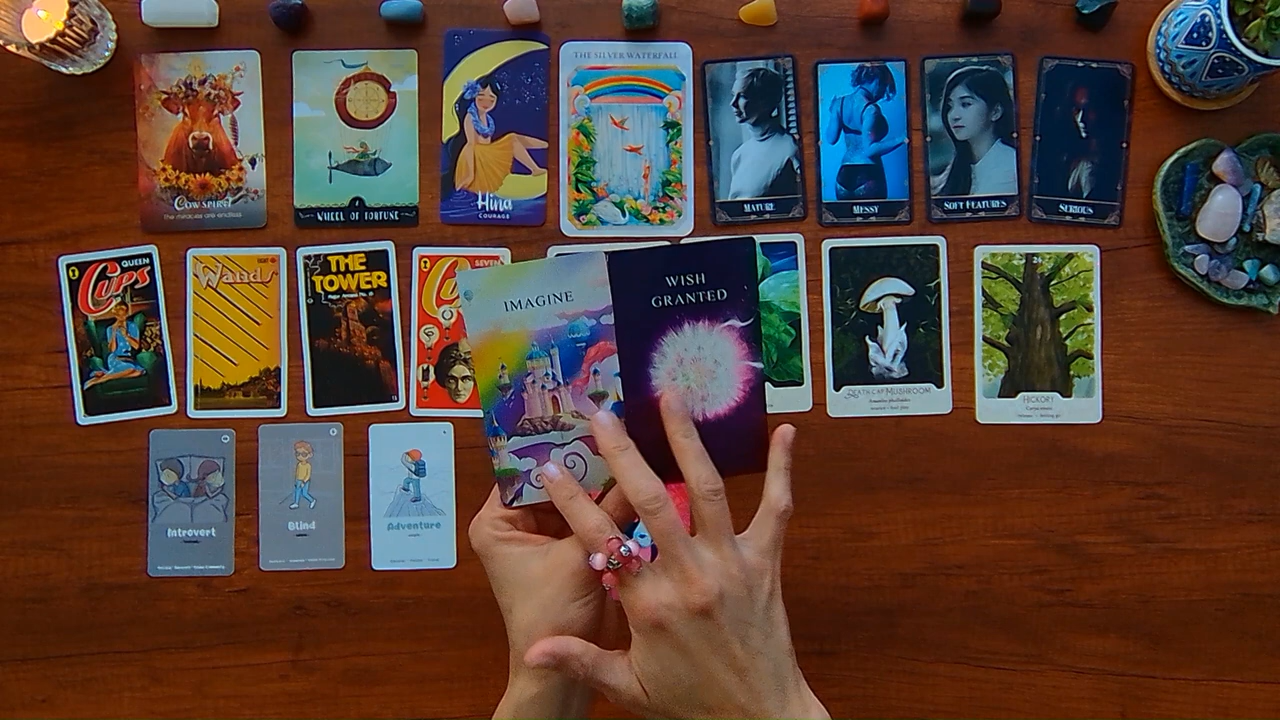 COW SPIRIT
The miracles are endless
WHEEL OF FORTUNE
Hina
COURAGE
THE SILVER WATERFALL
MATURE
MESSY
SOFT FEATURES
SERIOUS
QUEEN
Cups
Wands
THE
TOWER
SEVEN
IMAGINE
WISH
GRANTED
DEATH CAP MUSHROOM
26
HICKORY
Introvert
Blind
Adventure